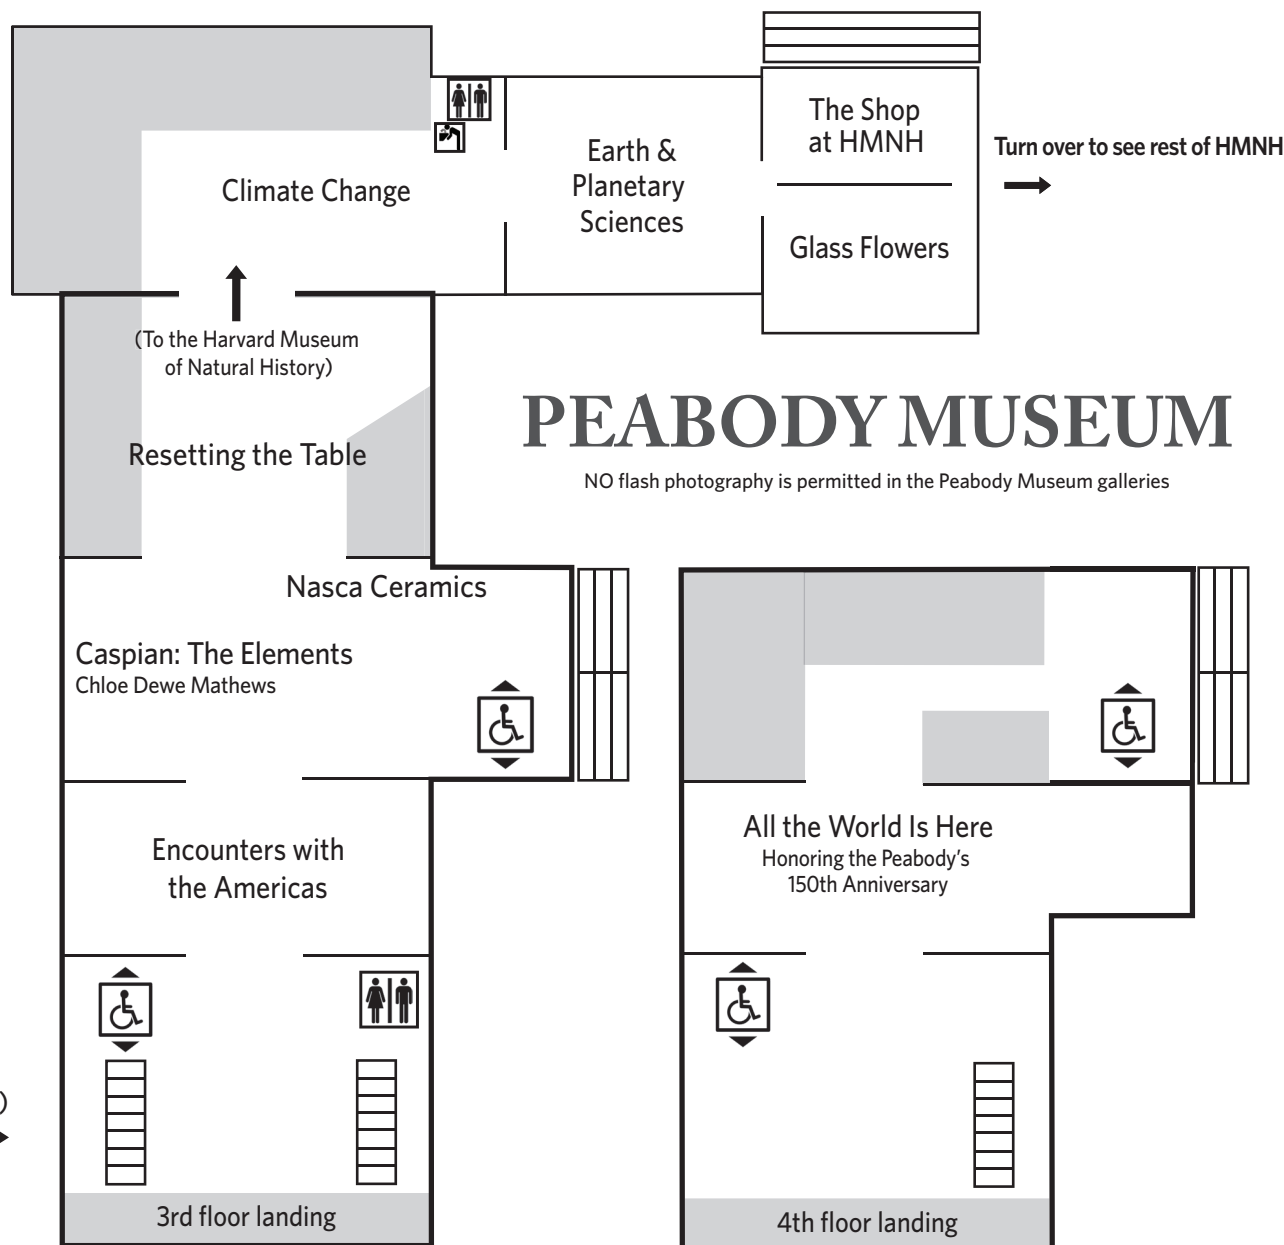 The Shop
at HMNH
Turn over to see rest of HMNH
Earth &
Planetary
Sciences
Climate Change
Glass Flowers
(To the Harvard Museum
of Natural History)
PEABODY MUSEUM
NO flash photography is permitted in the Peabody Museum galleries
Resetting the Table
Nasca Ceramics
Caspian: The Elements
Chloe Dewe Mathews
Encounters with
the Americas
All the World Is Here
Honoring the Peabody's
150th Anniversary
)
3rd floor landing
4th floor landing